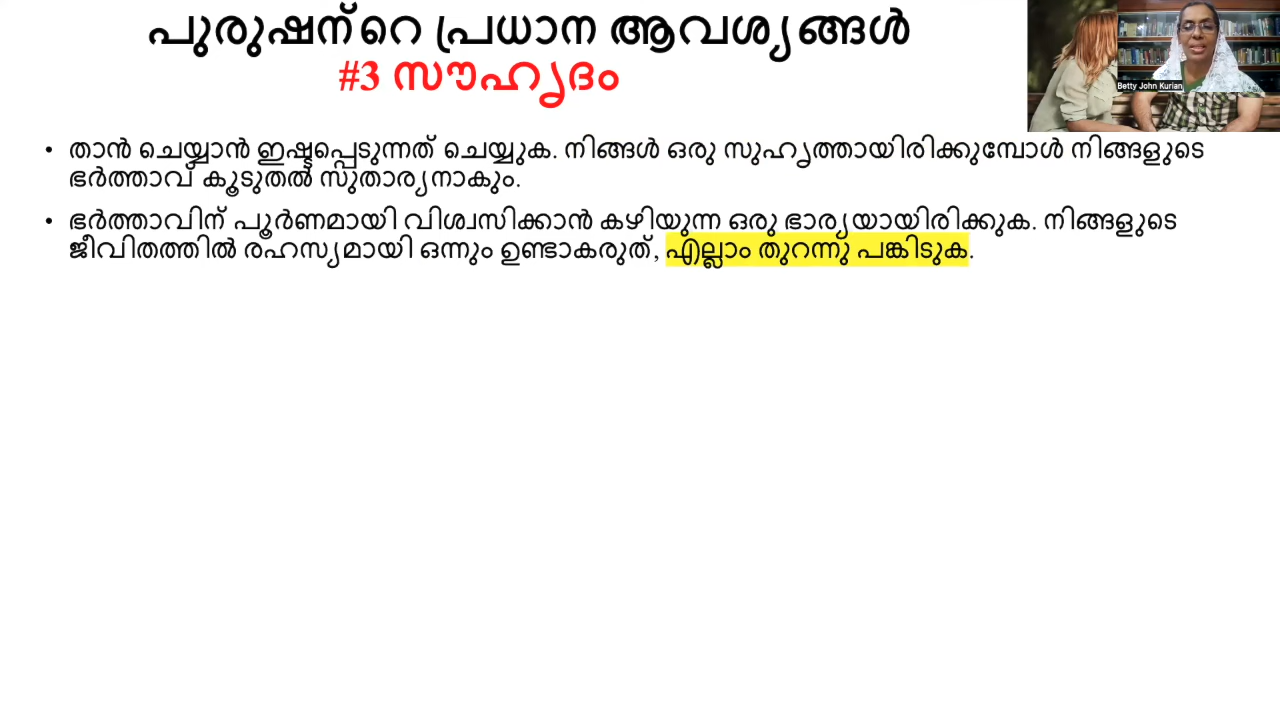 പുരുഷന്റെ പ്രധാന ആവശ്യങ്ങൾ
#3 സൗഹൃദം
Betty John Kurian
• താൻ ചെയ്യാൻ ഇഷ്ടപ്പെടുന്നത് ചെയ്യുക. നിങ്ങൾ ഒരു സുഹൃത്തായിരിക്കുമ്പോൾ നിങ്ങളുടെ
ഭർത്താവ് കൂടുതൽ സുതാര്യനാകും.
• ഭർത്താവിന് പൂർണമായി വിശ്വസിക്കാൻ കഴിയുന്ന ഒരു ഭാര്യയായിരിക്കുക. നിങ്ങളുടെ
ജീവിതത്തിൽ രഹസ്യമായി ഒന്നും ഉണ്ടാകരുത്, എല്ലാം തുറന്നു പങ്കിടുക.